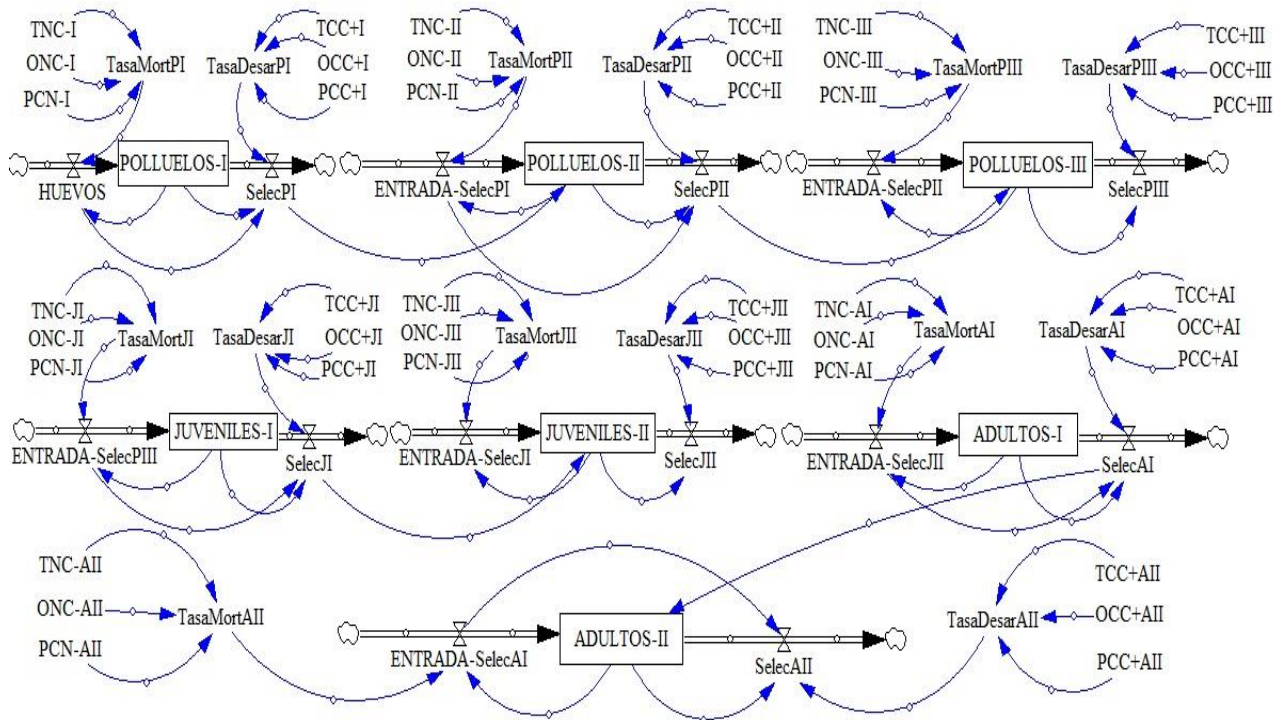 TNC-I
ONC-I
PCN-I
TasaMortPI
TasaDesarPI
TCC+I
OCC+I
PCC+I
HUEVOS
POLLUELOS-I
SelecPI
TNC-II
ONC-II
PCN-II
TasaMortPII
TasaDesarPII
TCC+II
OCC+II
PCC+II
ENTRADA-SelecPI
POLLUELOS-II
SelecPII
TNC-III
ONC-III
PCN-III
TasaMortPIII
TasaDesarPIII
TCC+III
OCC+III
PCC+III
ENTRADA-SelecPII
POLLUELOS-III
SelecPIII
TNC-JI
ONC-JI
PCN-JI
TasaMortJI
TasaDesarJI
TCC+JI
OCC+JI
PCC+JI
ENTRADA-SelecPIII
JUVENILES-I
SelecJI
TNC-JII
ONC-JII
PCN-JII
TasaMortJII
TasaDesarJII
TCC+JII
OCC+JII
PCC+JII
ENTRADA-SelecJI
JUVENILES-II
SelecJII
TNC-AI
ONC-AI
PCN-AI
TasaMortAI
TasaDesarAI
TCC+AI
OCC+AI
PCC+AI
ENTRADA-SelecJII
ADULTOS-I
SelecAI
TNC-AII
ONC-AII
PCN-AII
TasaMortAII
ENTRADA-SelecAI
ADULTOS-II
SelecAII
TasaDesarAII
TCC+AII
OCC+AII
PCC+AII